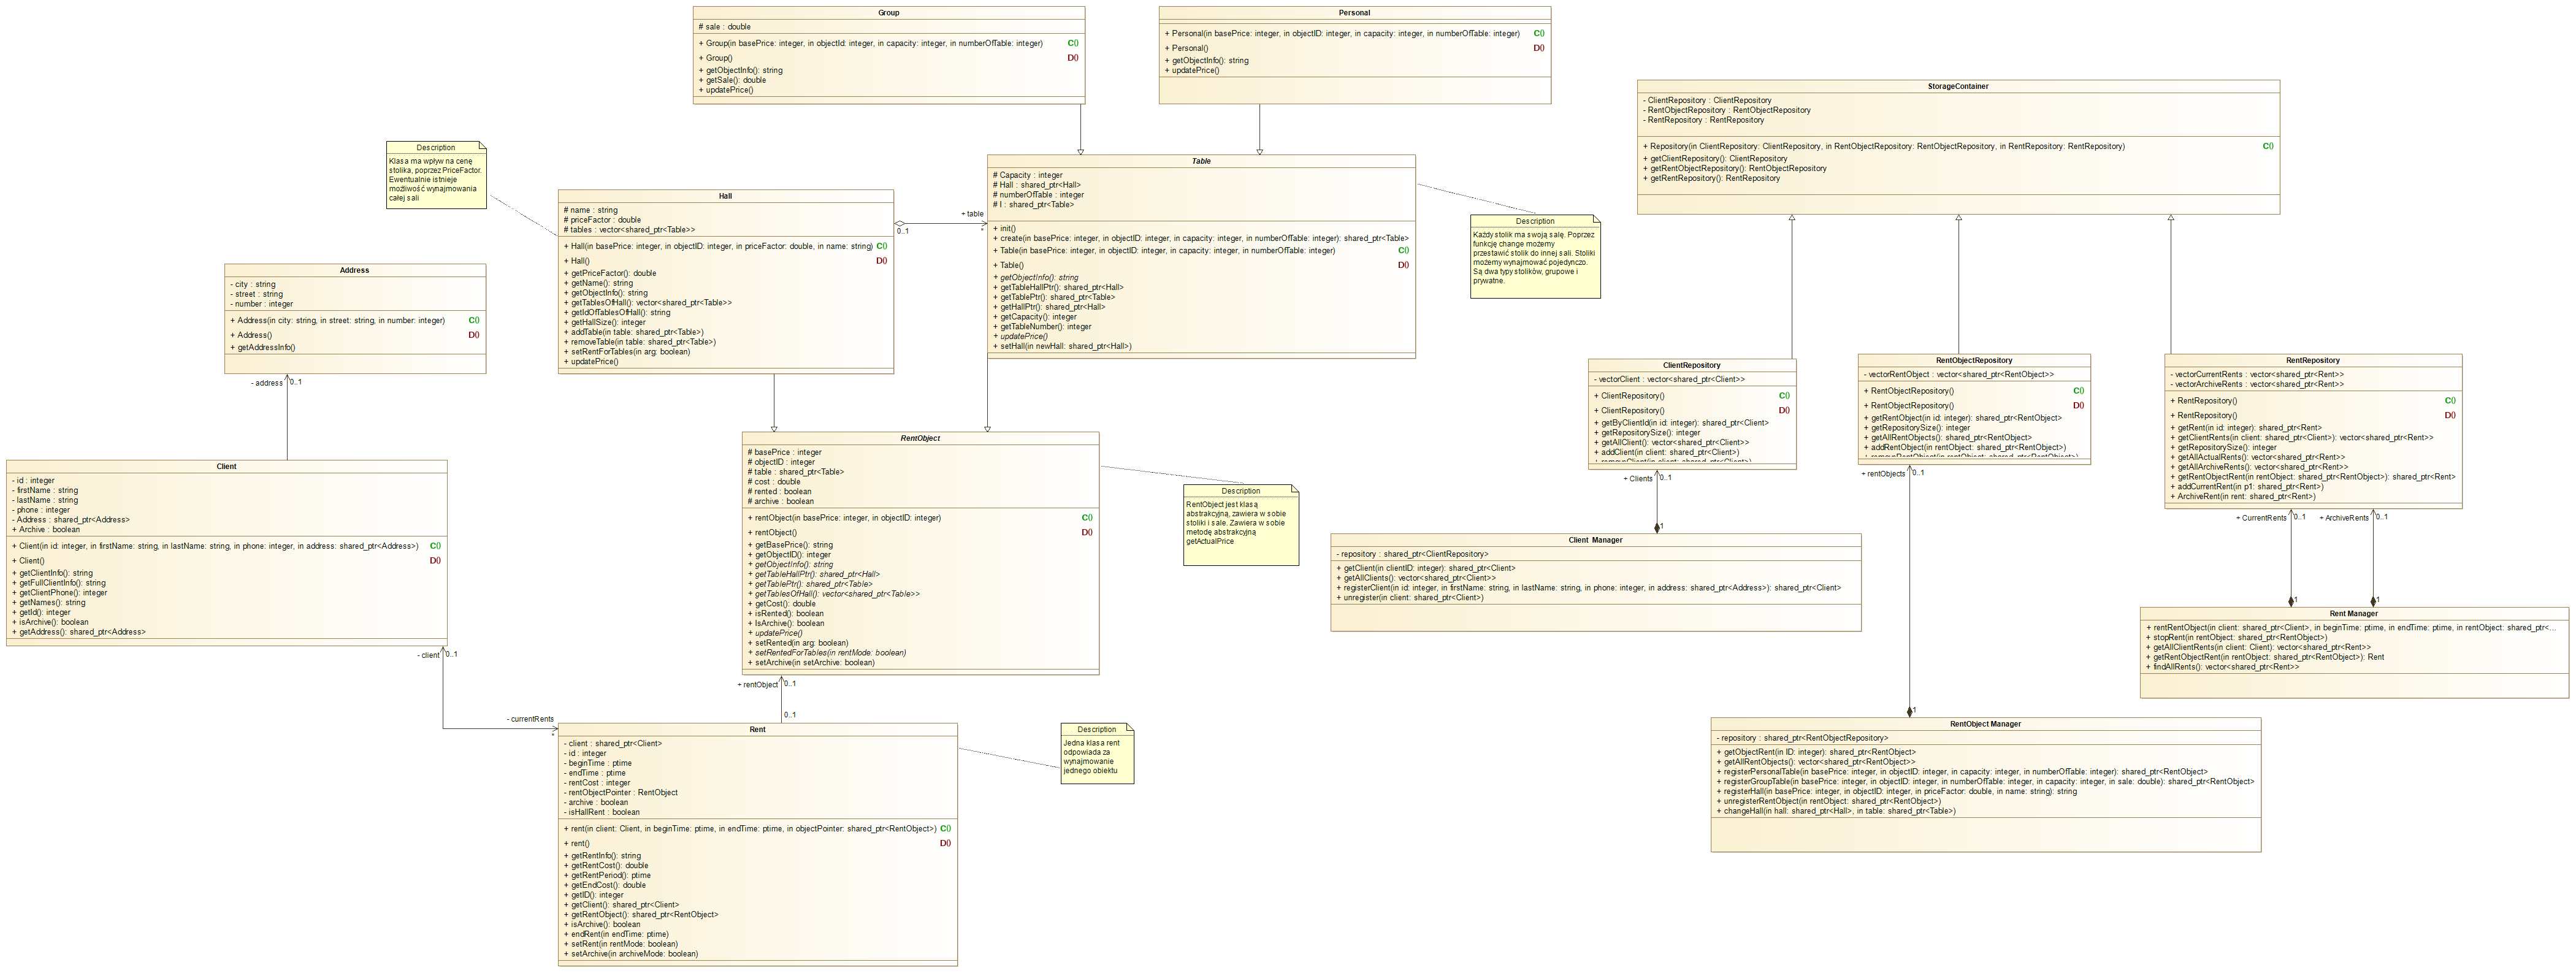 Group
# sale : double
+ Group(in basePrice: integer, in objectId: integer, in capacity: integer, in numberOfTable: integer) C()
+ Group() D()
+ getObjectInfo(): string
+ getSale(): double
+ updatePrice()
Personal
+ Personal(in basePrice: integer, in objectID: integer, in capacity: integer, in numberOfTable: integer) C()
+ Personal() D()
+ getObjectInfo(): string
+ updatePrice()
StorageContainer
- ClientRepository : ClientRepository
- RentObjectRepository : RentObjectRepository
- RentRepository : RentRepository
+ Repository(in ClientRepository: ClientRepository, in RentObjectRepository: RentObjectRepository, in RentRepository: RentRepository) C()
+ getClientRepository(): ClientRepository
+ getRentObjectRepository(): RentObjectRepository
+ getRentRepository(): RentRepository
Description
Klasa ma wpływ na cenę
stolika, poprzez PriceFactor.
Ewentualnie istnieje
możliwość wynajmowania
całej sali
Hall
# name : string
# priceFactor : double
# tables : vector<shared_ptr<Table>>
+ Hall(in basePrice: integer, in objectID: integer, in priceFactor: double, in name: string) C()
+ Hall() D()
+ getPriceFactor(): double
+ getName(): string
+ getObjectInfo(): string
+ getTablesOfHall(): vector<shared_ptr<Table>>
+ getIdOfTablesOfHall(): string
+ getHallSize(): integer
+ addTable(in table: shared_ptr<Table>)
+ removeTable(in table: shared_ptr<Table>)
+ setRentForTables(in arg: boolean)
+ updatePrice()
0..1
+ table
*
Table
# Capacity : integer
# Hall : shared_ptr<Hall>
# numberOfTable : integer
# I : shared_ptr<Table>
+ init()
+ create(in basePrice: integer, in objectID: integer, in capacity: integer, in numberOfTable: integer): shared_ptr<Table>
+ Table(in basePrice: integer, in objectID: integer, in capacity: integer, in numberOfTable: integer) C()
+ Table() D()
+ getObjectInfo(): string
+ getTableHallPtr(): shared_ptr<Hall>
+ getTablePtr(): shared_ptr<Table>
+ getHallPtr(): shared_ptr<Hall>
+ getCapacity(): integer
+ getTableNumber(): integer
+ updatePrice()
+ setHall(in newHall: shared_ptr<Hall>)
Description
Każdy stolik ma swoją salę. Poprzez
funkcję change możemy
przestawić stolik do innej sali. Stoliki
możemy wynajmować pojedynczo.
Są dwa typy stolików, grupowe i
prywatne.
Address
- city : string
- street : string
- number : integer
+ Address(in city: string, in street: string, in number: integer) C()
+ Address() D()
+ getAddressInfo()
- address
0..1
Client
- id : integer
- firstName : string
- lastName : string
- phone : integer
- Address : shared_ptr<Address>
+ Archive : boolean
+ Client(in id: integer, in firstName: string, in lastName: string, in phone: integer, in address: shared_ptr<Address>) C()
+ Client() D()
+ getClientInfo(): string
+ getFullClientInfo(): string
+ getClientPhone(): integer
+ getNames(): string
+ getId(): integer
+ isArchive(): boolean
+ getAddress(): shared_ptr<Address>
- client
0..1
- currentRents
*
RentObject
# basePrice : integer
# objectID : integer
# table : shared_ptr<Table>
# cost : double
# rented : boolean
# archive : boolean
+ rentObject(in basePrice: integer, in objectID: integer) C()
+ rentObject() D()
+ getBasePrice(): string
+ getObjectID(): integer
+ getObjectInfo(): string
+ getTableHallPtr(): shared_ptr<Hall>
+ getTablePtr(): shared_ptr<Table>
+ getTablesOfHall(): vector<shared_ptr<Table>>
+ getCost(): double
+ isRented(): boolean
+ IsArchive(): boolean
+ updatePrice()
+ setRented(in arg: boolean)
+ setRentedForTables(in rentMode: boolean)
+ setArchive(in setArchive: boolean)
Description
RentObject jest klasą
abstrakcyjną, zawiera w sobie
stoliki i sale. Zawiera w sobie
metodę abstrakcyjną
getActualPrice
+ rentObject
0..1
0..1
Rent
- client : shared_ptr<Client>
- id : integer
- beginTime : ptime
- endTime : ptime
- rentCost : integer
- rentObjectPointer : RentObject
- archive : boolean
- isHallRent : boolean
+ rent(in client: Client, in beginTime: ptime, in endTime: ptime, in objectPointer: shared_ptr<RentObject>) C()
+ rent() D()
+ getRentInfo(): string
+ getRentCost(): double
+ getRentPeriod(): ptime
+ getEndCost(): double
+ getID(): integer
+ getClient(): shared_ptr<Client>
+ getRentObject(): shared_ptr<RentObject>
+ isArchive(): boolean
+ endRent(in endTime: ptime)
+ setRent(in rentMode: boolean)
+ setArchive(in archiveMode: boolean)
Description
Jedna klasa rent
odpowiada za
wynajmowanie
jednego obiektu
ClientRepository
- vectorClient : vector<shared_ptr<Client>>
+ ClientRepository() C()
+ ClientRepository() D()
+ getByClientId(in id: integer): shared_ptr<Client>
+ getRepositorySize(): integer
+ getAllClient(): vector<shared_ptr<Client>>
+ addClient(in client: shared_ptr<Client>)
+ Clients
0..1
1
RentObjectRepository
- vectorRentObject : vector<shared_ptr<RentObject>>
+ RentObjectRepository() C()
+ RentObjectRepository() D()
+ getRentObject(in id: integer): shared_ptr<RentObject>
+ getRepositorySize(): integer
+ getAllRentObjects(): shared_ptr<RentObject>
+ addRentObject(in rentObject: shared_ptr<RentObject>)
+ rentObjects
0..1
1
RentRepository
- vectorCurrentRents : vector<shared_ptr<Rent>>
- vectorArchiveRents : vector<shared_ptr<Rent>>
+ RentRepository() C()
+ RentRepository() D()
+ getRent(in id: integer): shared_ptr<Rent>
+ getClientRents(in client: shared_ptr<Client>): vector<shared_ptr<Rent>>
+ getRepositorySize(): integer
+ getAllActualRents(): vector<shared_ptr<Rent>>
+ getAllArchiveRents(): vector<shared_ptr<Rent>>
+ getRentObjectRent(in rentObject: shared_ptr<RentObject>): shared_ptr<Rent>
+ addCurrentRent(in p1: shared_ptr<Rent>)
+ ArchiveRent(in rent: shared_ptr<Rent>)
+ CurrentRents
0..1
+ ArchiveRents
0..1
1
1
Client Manager
- repository : shared_ptr<ClientRepository>
+ getClient(in clientID: integer): shared_ptr<Client>
+ getAllClients(): vector<shared_ptr<Client>>
+ registerClient(in id: integer, in firstName: string, in lastName: string, in phone: integer, in address: shared_ptr<Address>): shared_ptr<Client>
+ unregister(in client: shared_ptr<Client>)
Rent Manager
+ rentRentObject(in client: shared_ptr<Client>, in beginTime: ptime, in endTime: ptime, in rentObject: shared_ptr<...
+ stopRent(in rentObject: shared_ptr<RentObject>)
+ getAllClientRents(in client: Client): vector<shared_ptr<Rent>>
+ getRentObjectRent(in rentObject: shared_ptr<RentObject>): Rent
+ findAllRents(): vector<shared_ptr<Rent>>
RentObject Manager
- repository : shared_ptr<RentObjectRepository>
+ getObjectRent(in ID: integer): shared_ptr<RentObject>
+ getAllRentObjects(): vector<shared_ptr<RentObject>>
+ registerPersonalTable(in basePrice: integer, in objectID: integer, in capacity: integer, in numberOfTable: integer): shared_ptr<RentObject>
+ registerGroupTable(in basePrice: integer, in objectID: integer, in numberOfTable: integer, in capacity: integer, in sale: double): shared_ptr<RentObject>
+ registerHall(in basePrice: integer, in objectID: integer, in priceFactor: double, in name: string): string
+ unregisterRentObject(in rentObject: shared_ptr<RentObject>)
+ changeHall(in hall: shared_ptr<Hall>, in table: shared_ptr<Table>)